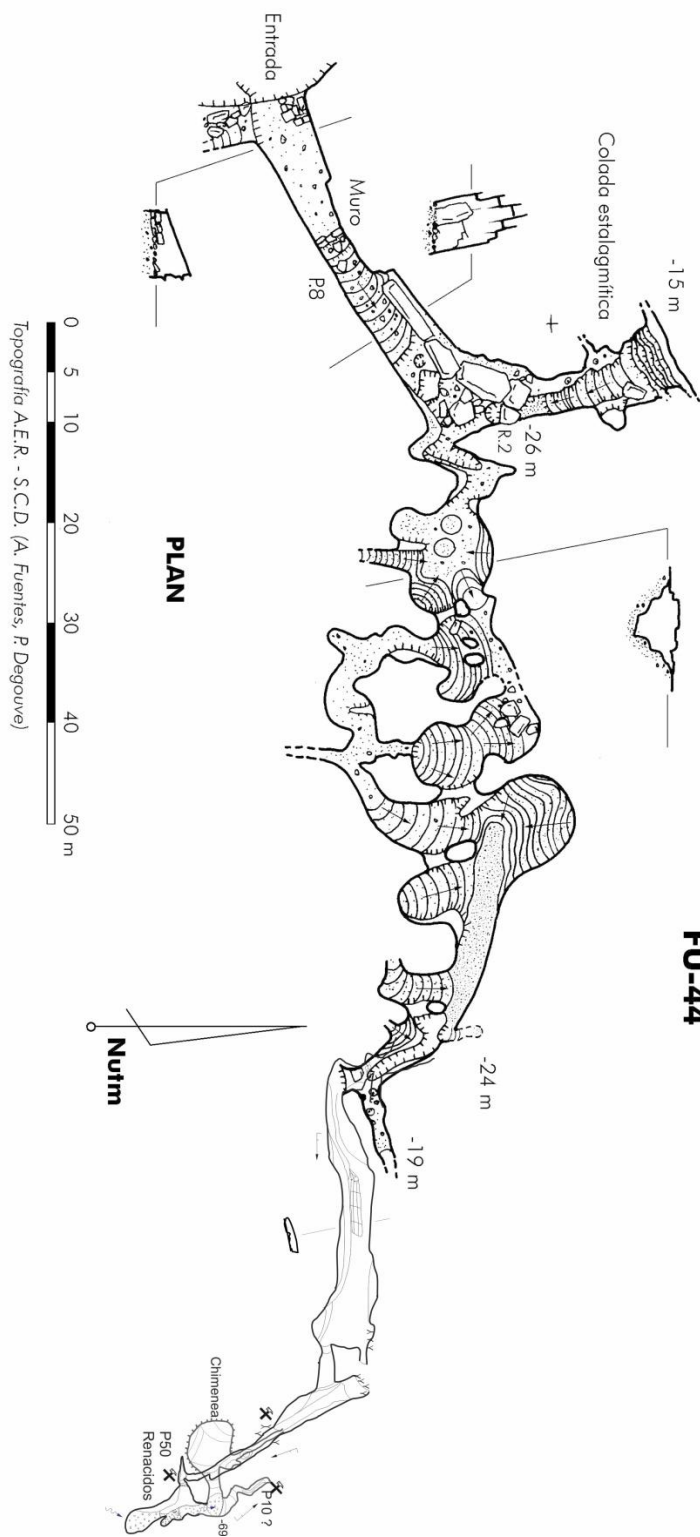 FU-44
Entrada
Muro
P.8
Colada estalagmítica
-15 m
-26 m
R.2
PLAN
0 5 10 20 30 40 50 m
Topografía A.E.R. - S.C.D. (A. Fuentes, P. Degouve)
Nutm
-24 m
-19 m
Chimenea
P50
Renacidos
P10 ?
-69